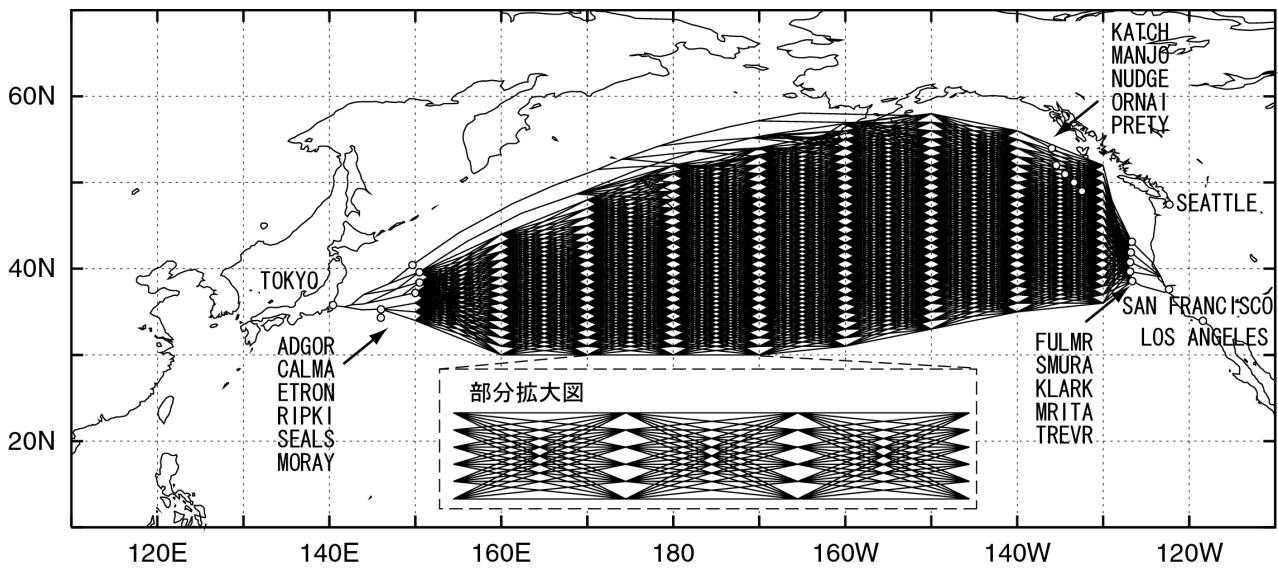 60N
40N
20N
120E
140E
160E
180
160W
140W
120W
TOKYO
ADGOR
CALMA
ETRON
RIPKI
SEALS
MORAY
KATCH
MANJO
NUDGE
ORNAI
PRETY
SEATTLE
SAN FRANCISCO
LOS ANGELES
FULMR
SMURA
KLARK
MRITA
TREVR
部分拡大図